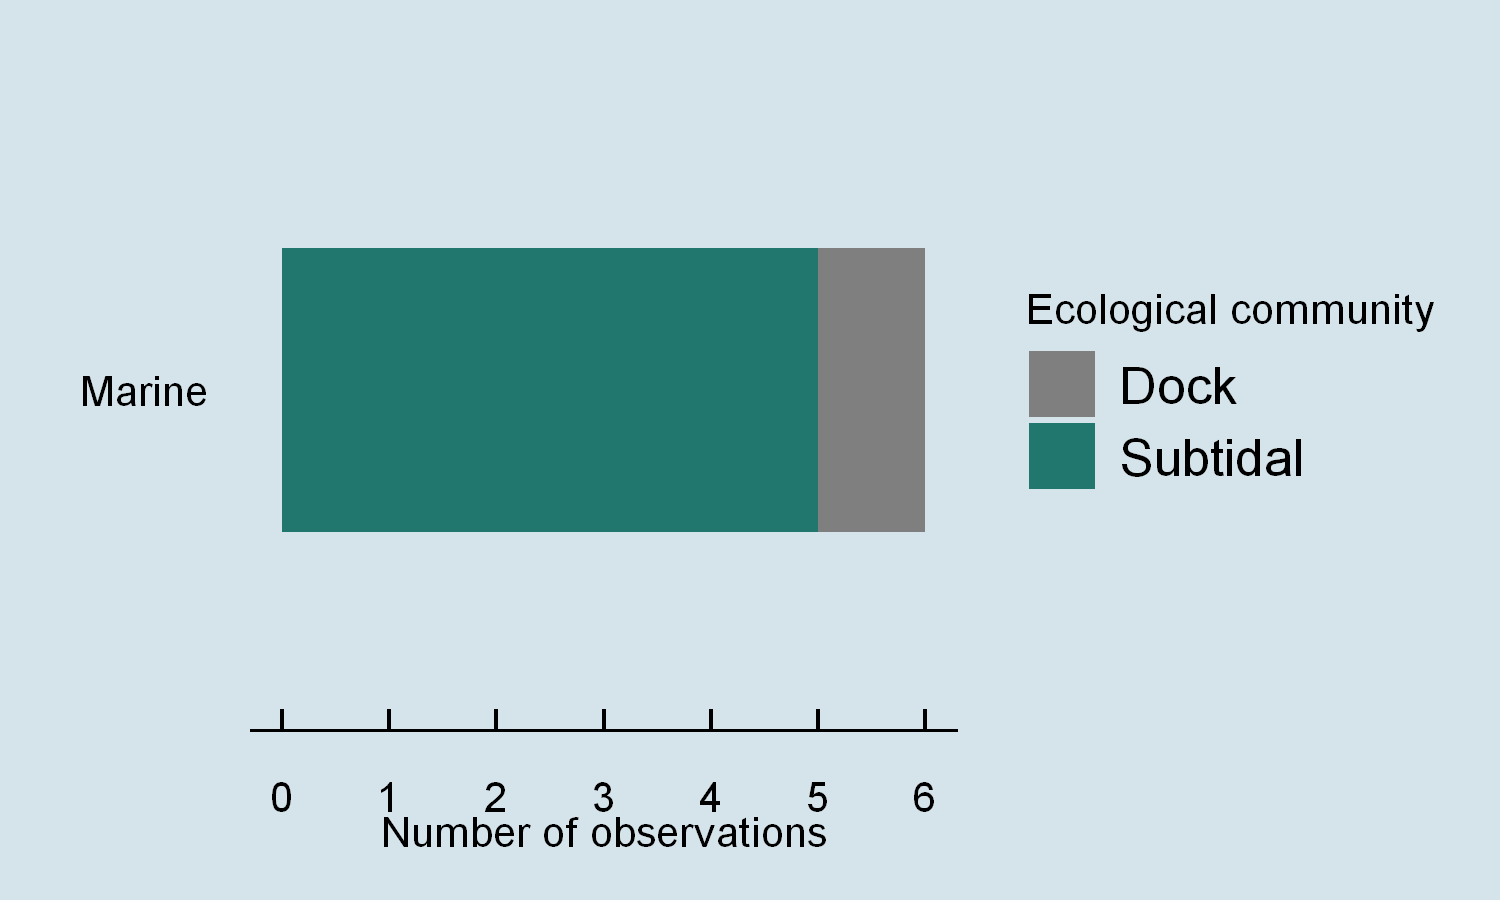 Marine
Ecological community
Dock
Subtidal
0 1 2 3 4 5 6
Number of observations